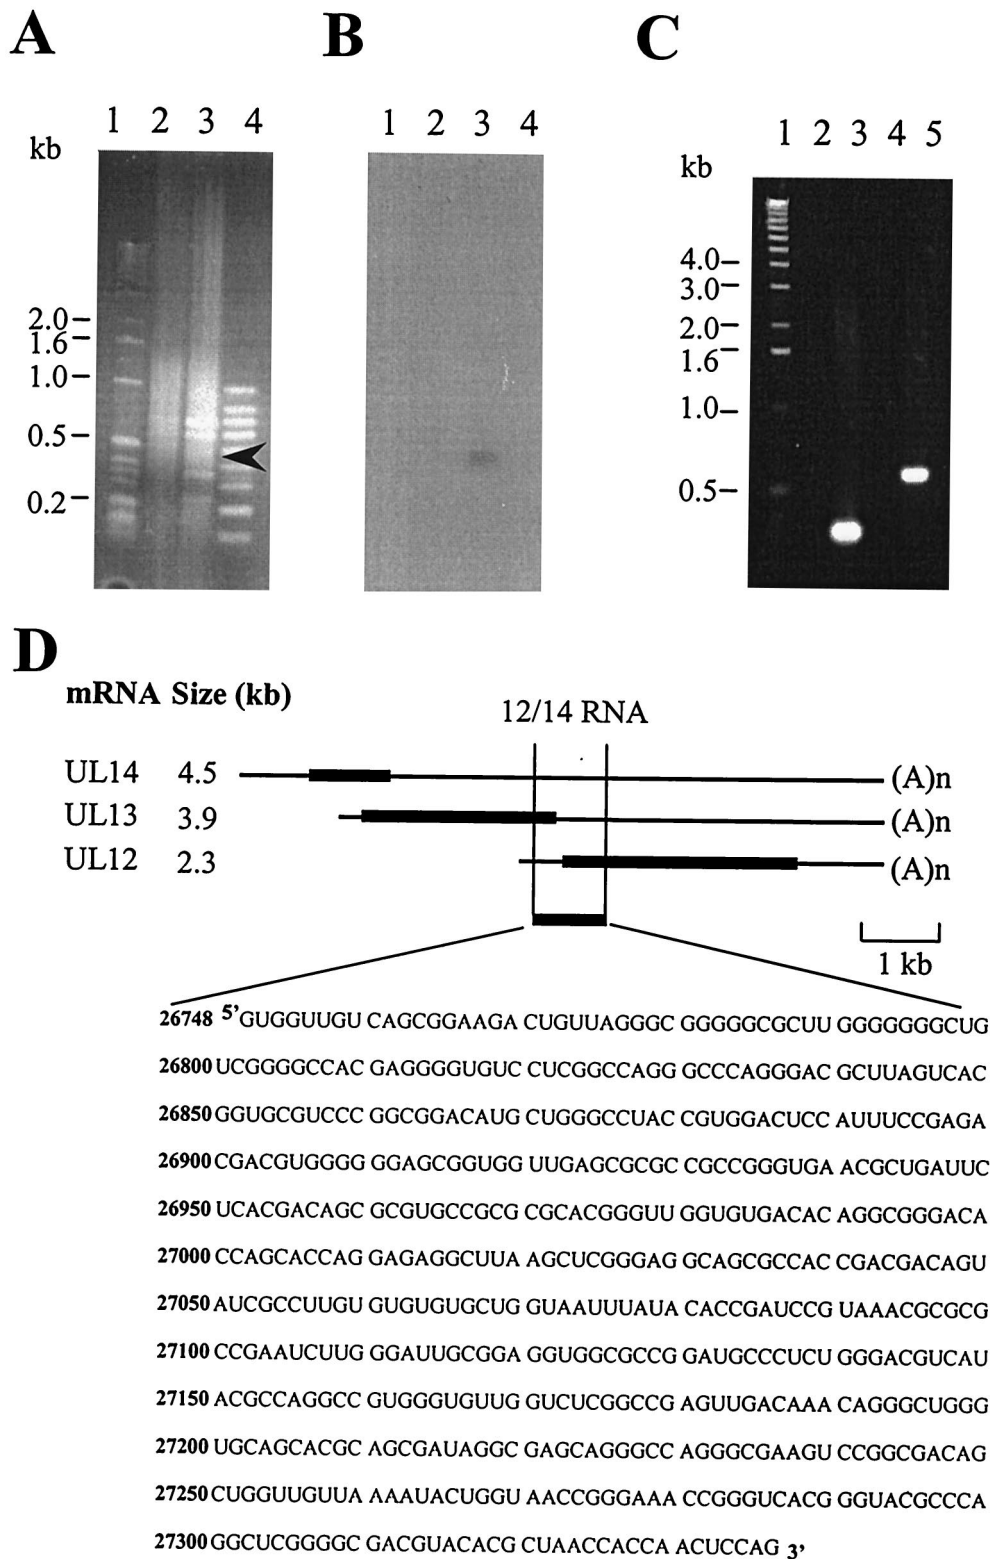 A B C
1 2 3 4
kb
2.0
1.6
1.0
0.5
0.2
1 2 3 4
1 2 3 4 5
kb
4.0
3.0
2.0
1.6
1.0
0.5
D
mRNA Size (kb)
12/14 RNA
UL14 4.5 (A)n
UL13 3.9 (A)n
UL12 2.3 (A)n
1 kb
26748 5’GUGGUUGU CAGCGGAAGA CUGUUAGGGC GGGGGCGCUU GGGGGGGCUG
26800 UCGGGGCCAC GAGGGGUGUC CUCGGCCAGG GCCCAGGGAC GCUUAGUCAC
26850 GGUGCGUCCC GGCGGACAUG CUGGGCCUAC CGUGGACUCC AUUUCCGAGA
26900 CGACGUGGGG GGAGCGGUGG UUGAGCGCGC CGCCGGGUGA ACGCUGAUUC
26950 UCACGACAGC GCGUGCCGCG CGCACGGGUU GGUGUGACAC AGGCGGGACA
27000 CCAGCACCAG GAGAGGCUUA AGCUCGGGAG GCAGCGCCAC CGACGACAGU
27050 AUCGCCUUGU GUGUGUGCUG GUAAUUUAUA CACCGAUCCG UAAACGCGCG
27100 CCGAAUCUUG GGAUUGCGGA GGUGGCGCCG GAUGCCCUCU GGGACGUCAU
27150 ACGCCAGGCC GUGGGUGUUG GUCUCGGCCG AGUUGACAAA CAGGGCUGGG
27200 UGCAGCACGC AGCGAUAGGC GAGCAGGGCC AGGGCGAAGU CCGGCGACAG
27250 CUGGUUGUUA AAAUACUGGU AACCGGGAAA CCGGGUCACG GGUACGCCCA
27300 GGCUCGGGGC GACGUACACG CUAACCACCA ACUCCAG 3’